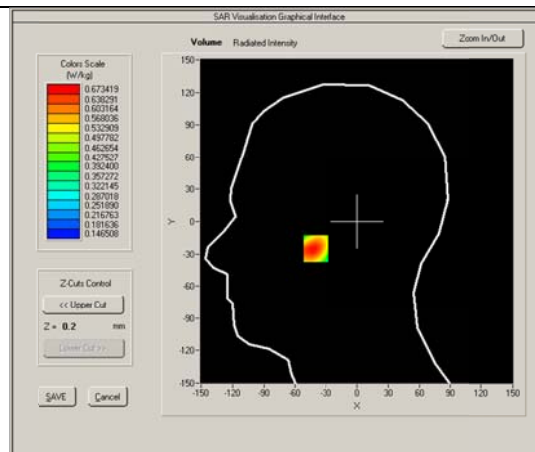 SAR Visualisation Graphical Interface
Volume Radiated Intensity
Zoom In/Out
Colors Scale
(W/kg)
0.673419
0.638291
0.603164
0.568036
0.532909
0.497782
0.462654
0.427527
0.392400
0.357272
0.322145
0.287018
0.251890
0.216763
0.181636
0.146508
Z-Cuts Control
<< Upper Cut
Z = 0.2 mm
Lower Cut >>
SAVE
Cancel
150
120
90
60
30
0
-30
-60
-90
-120
-150
Y
-150 -120 -90 -60 -30 0 30 60 90 120 150
X